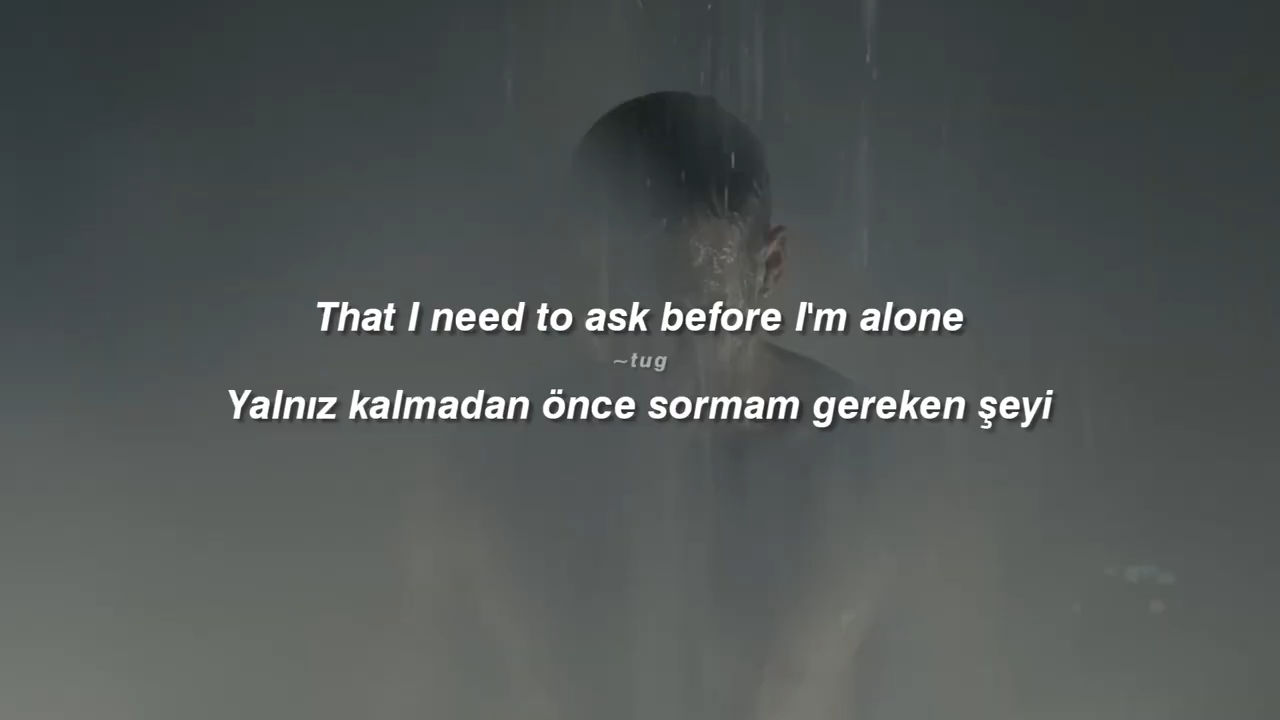 That I need to ask before I'm alone
~tug
Yalnız kalmadan önce sormam gereken şeyi